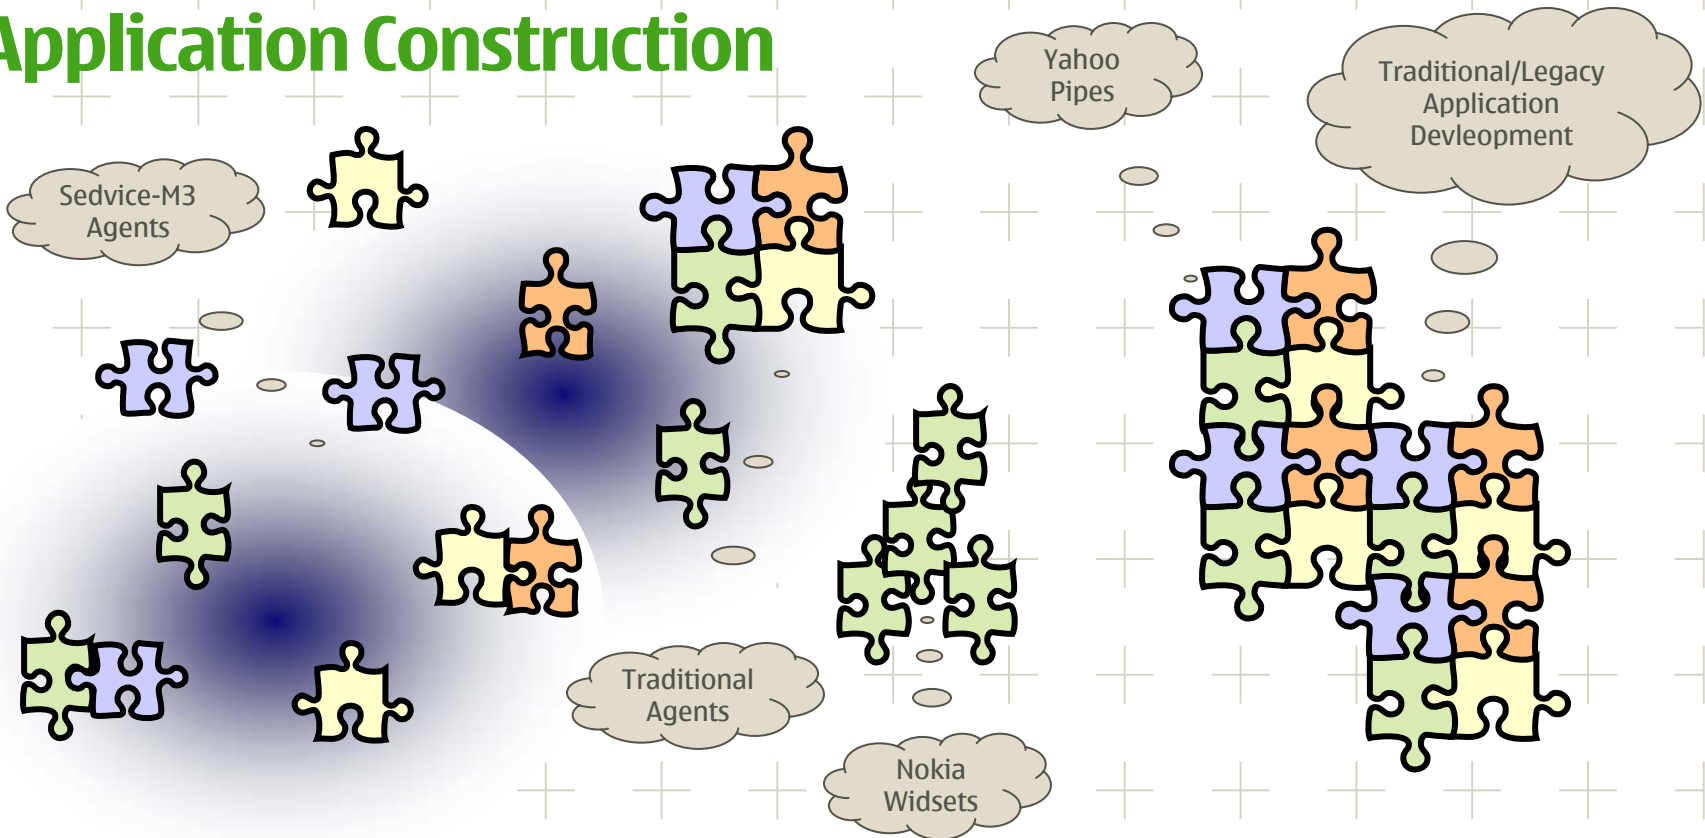 Application Construction
Yahoo
Pipes
Traditional/Legacy
Application
Devleopment
Sedvice-M3
Agents
Traditional
Agents
Nokia
Widsets